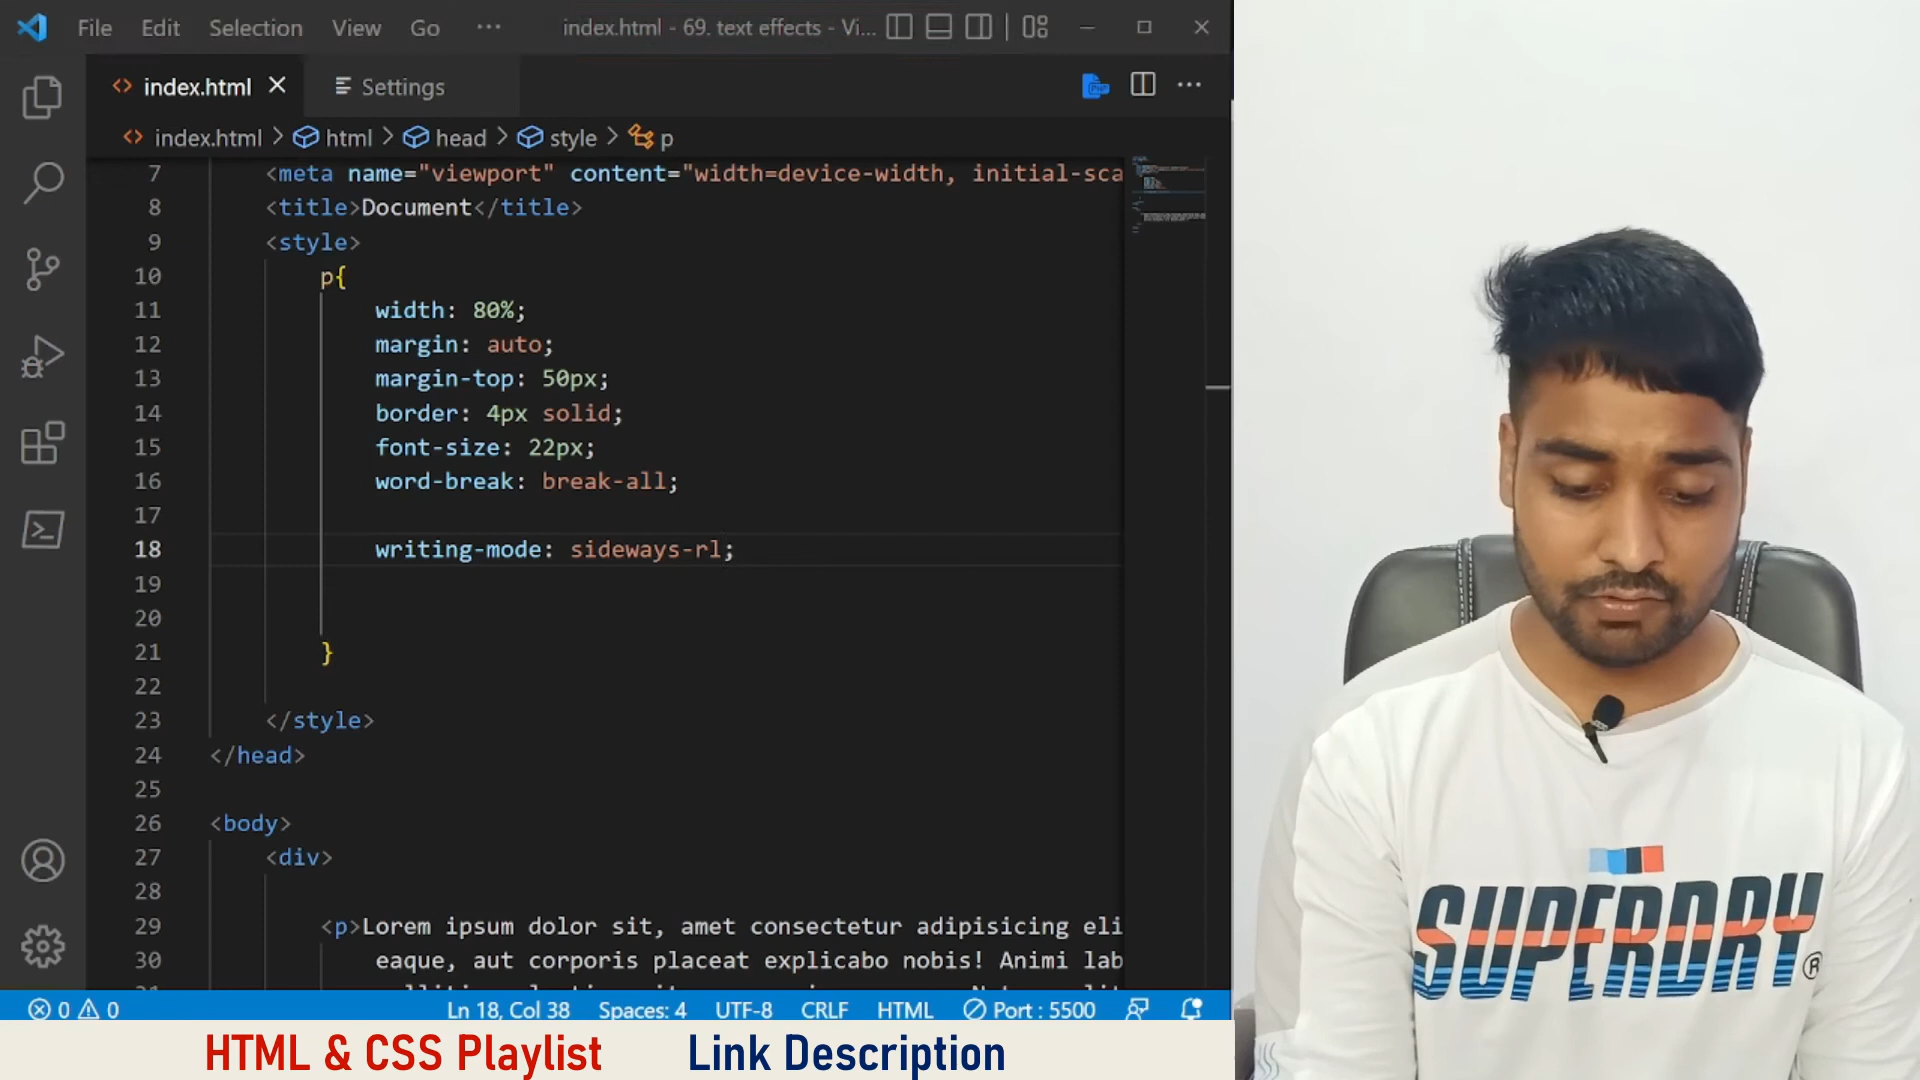 File Edit Selection View Go ··· index.html - 69. text effects - Vi...
index.html Settings
index.html > html > head > style > p
7 <meta name="viewport" content="width=device-width, initial-sca
8 <title>Document</title>
9 <style>
10 p{
11 width: 80%;
12 margin: auto;
13 margin-top: 50px;
14 border: 4px solid;
15 font-size: 22px;
16 word-break: break-all;
17
18 writing-mode: sideways-rl;
19
20
21 }
22
23 </style>
24 </head>
25
26 <body>
27 <div>
28
29 <p>Lorem ipsum dolor sit, amet consectetur adipisicing eli
30 eaque, aut corporis placeat explicabo nobis! Animi lab
0 0 Ln 18, Col 38 Spaces: 4 UTF-8 CRLF HTML Port : 5500
HTML & CSS Playlist Link Description
SUPERDRY®